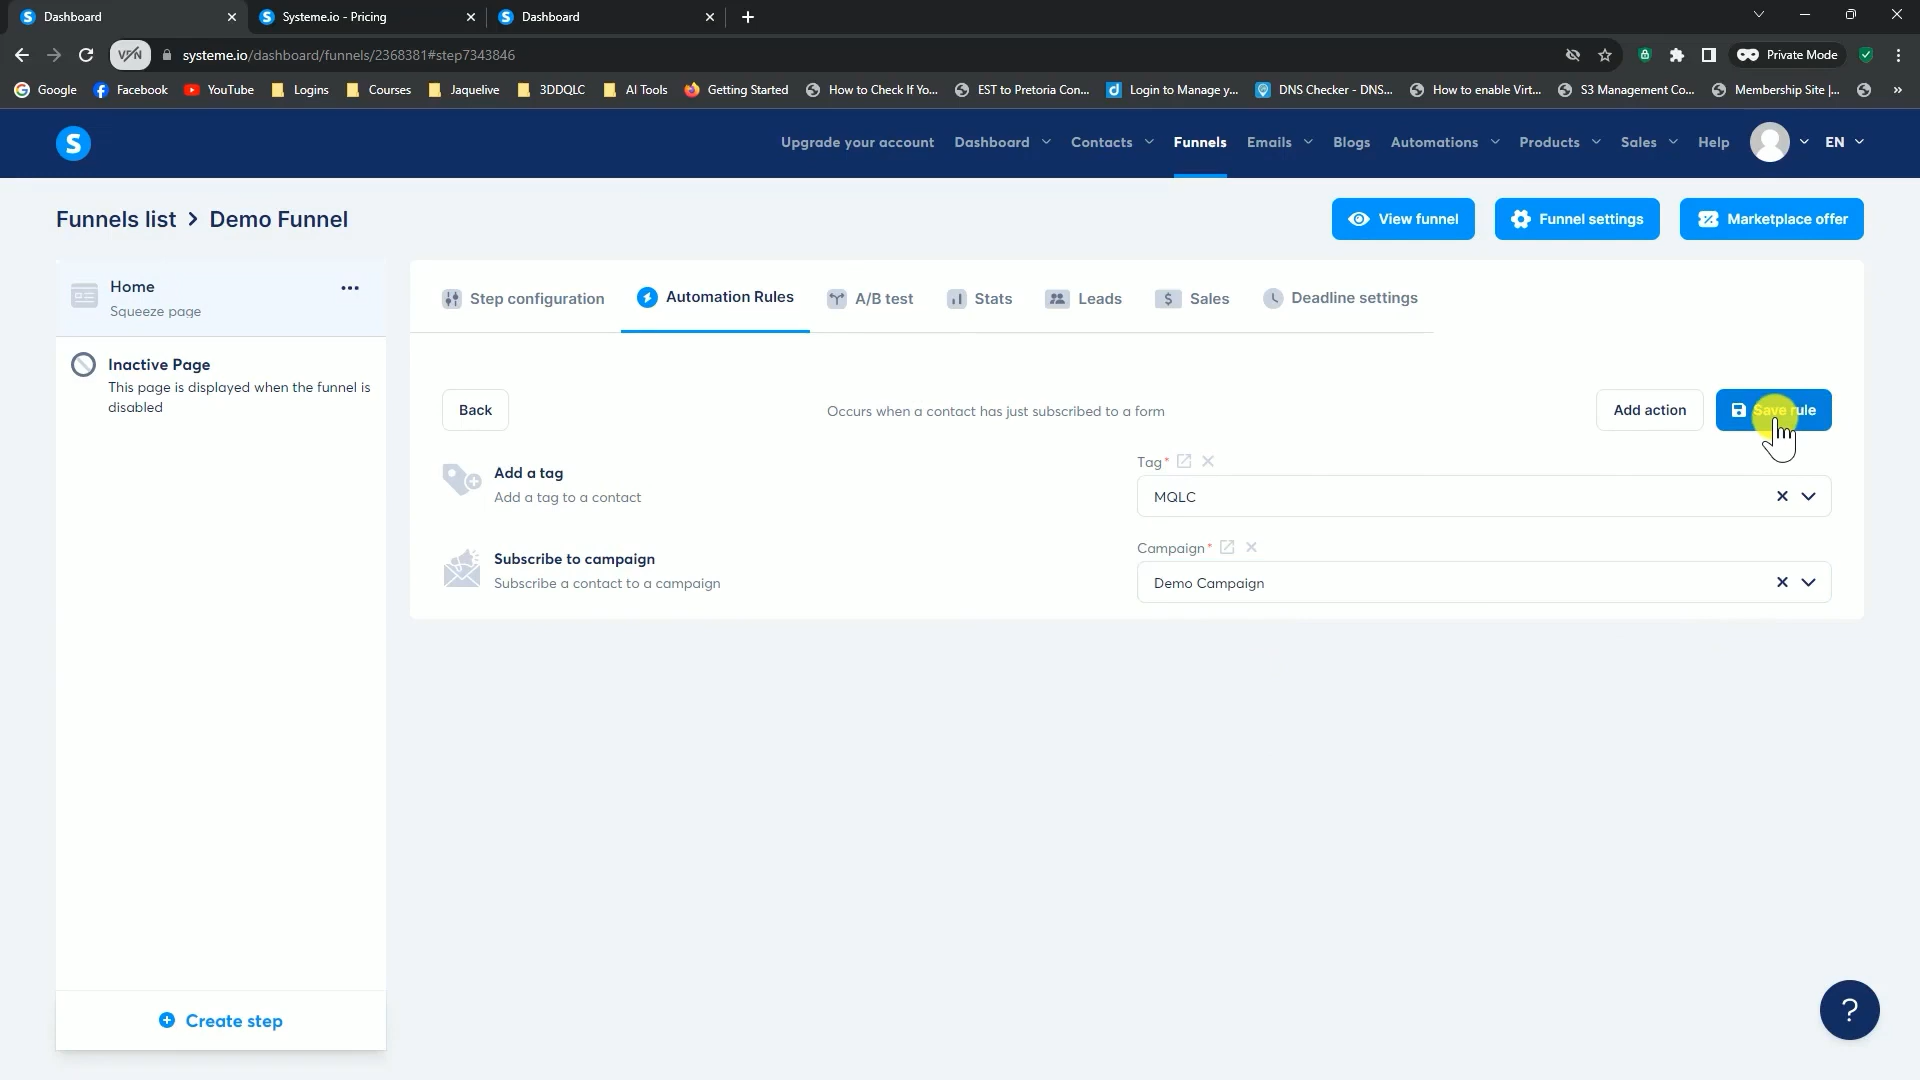 Dashboard
Systeme.io - Pricing
Dashboard
VPN
systeme.io/dashboard/funnels/2368381#step7343846
Private Mode
Google
Facebook
YouTube
Logins
Courses
Jaquelive
3DDQLC
AI Tools
Getting Started
How to Check If Yo...
EST to Pretoria Con...
Login to Manage y...
DNS Checker - DNS...
How to enable Virt...
S3 Management Co...
Membership Site |...
»
S
Upgrade your account
Dashboard
Contacts
Funnels
Emails
Blogs
Automations
Products
Sales
Help
EN
Funnels list > Demo Funnel
View funnel
Funnel settings
Marketplace offer
Home
Squeeze page
Inactive Page
This page is displayed when the funnel is
disabled
Create step
Step configuration
Automation Rules
A/B test
Stats
Leads
Sales
Deadline settings
Back
Occurs when a contact has just subscribed to a form
Add action
Save rule
Add a tag
Add a tag to a contact
Tag*
MQLC
Subscribe to campaign
Subscribe a contact to a campaign
Campaign*
Demo Campaign
?